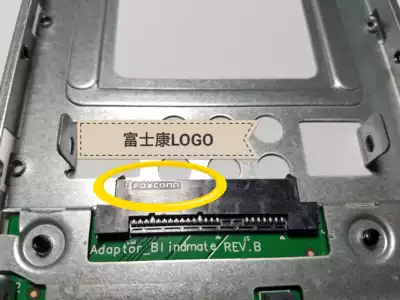 富士康LOGO
FOXCONN
Adaptor_Blindmate REV.B